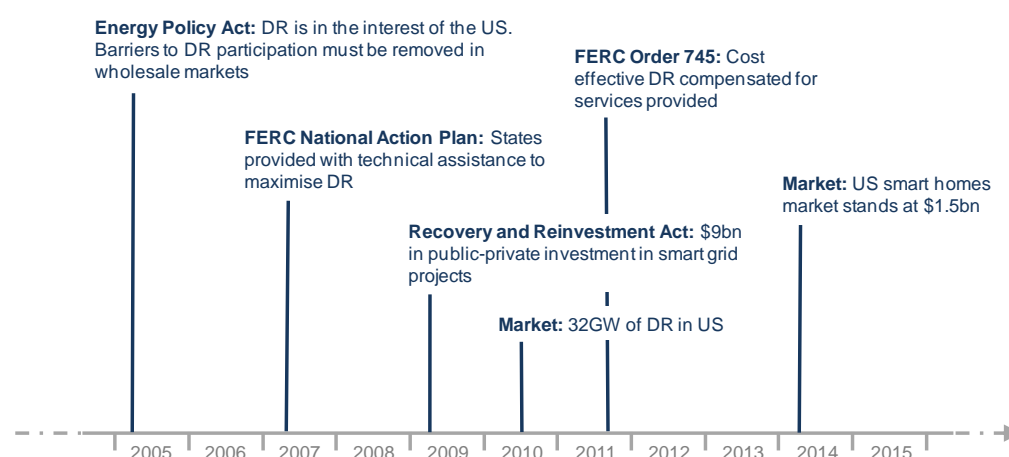 Energy Policy Act: DR is in the interest of the US.
Barriers to DR participation must be removed in
wholesale markets
FERC Order 745: Cost
effective DR compensated for
services provided
FERC National Action Plan: States
provided with technical assistance to
maximise DR
Market: US smart homes
market stands at $1.5bn
Recovery and Reinvestment Act: $9bn
in public-private investment in smart grid
projects
Market: 32GW of DR in US
2005 2006 2007 2008 2009 2010 2011 2012 2013 2014 2015